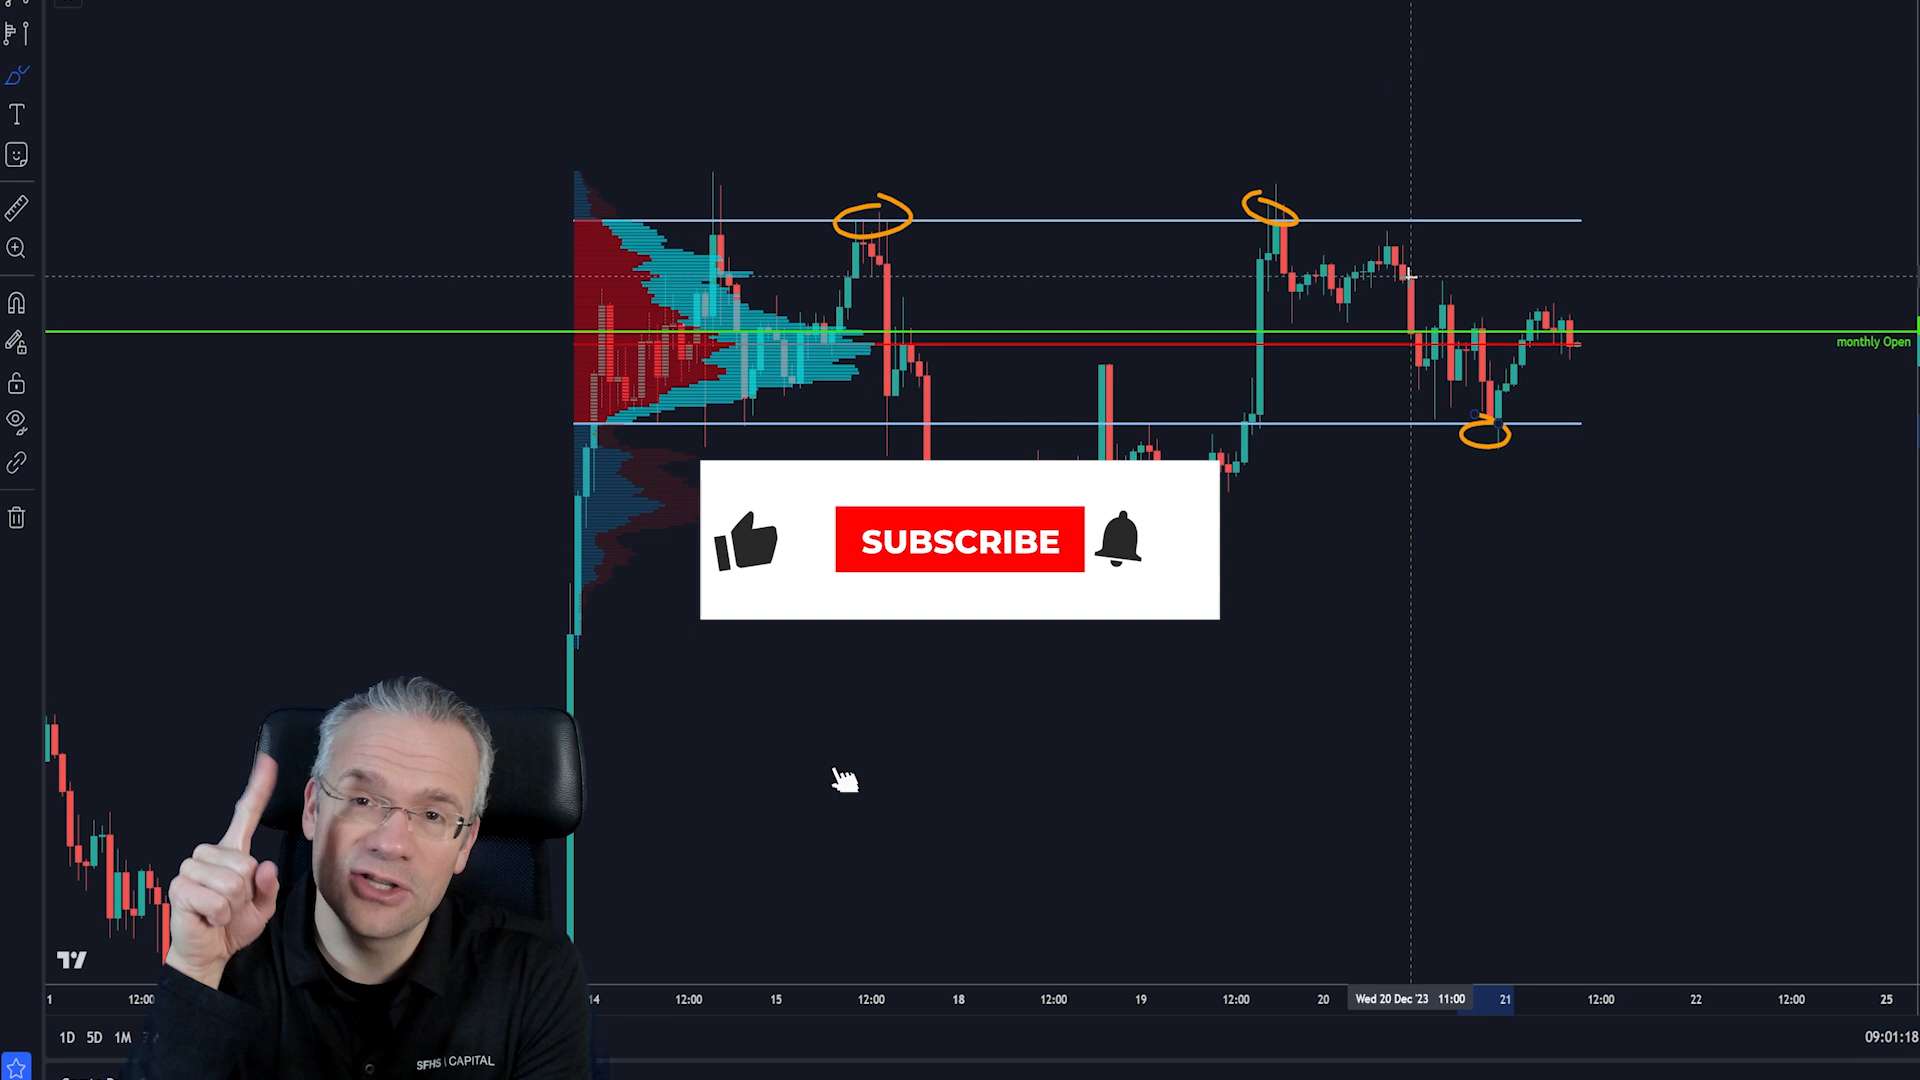 monthly Open
SUBSCRIBE
1 12:00 14 12:00 15 12:00 18 12:00 19 12:00 20 Wed 20 Dec '23 11:00 21 12:00 22 12:00 25
1D 5D 1M
09:01:18
SFHS | CAPITAL